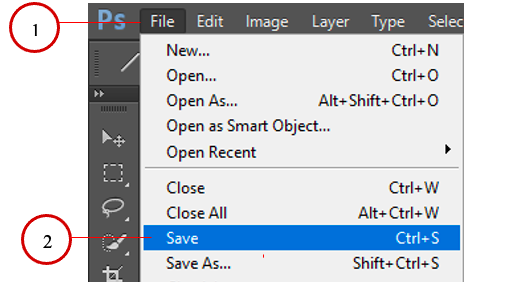 1
Ps File Edit Image Layer Type Selec
New... Ctrl+N
Open... Ctrl+O
Open As... Alt+Shift+Ctrl+O
Open as Smart Object...
Open Recent
Close Ctrl+W
Close All Alt+Ctrl+W
2
Save Ctrl+S
Save As... Shift+Ctrl+S